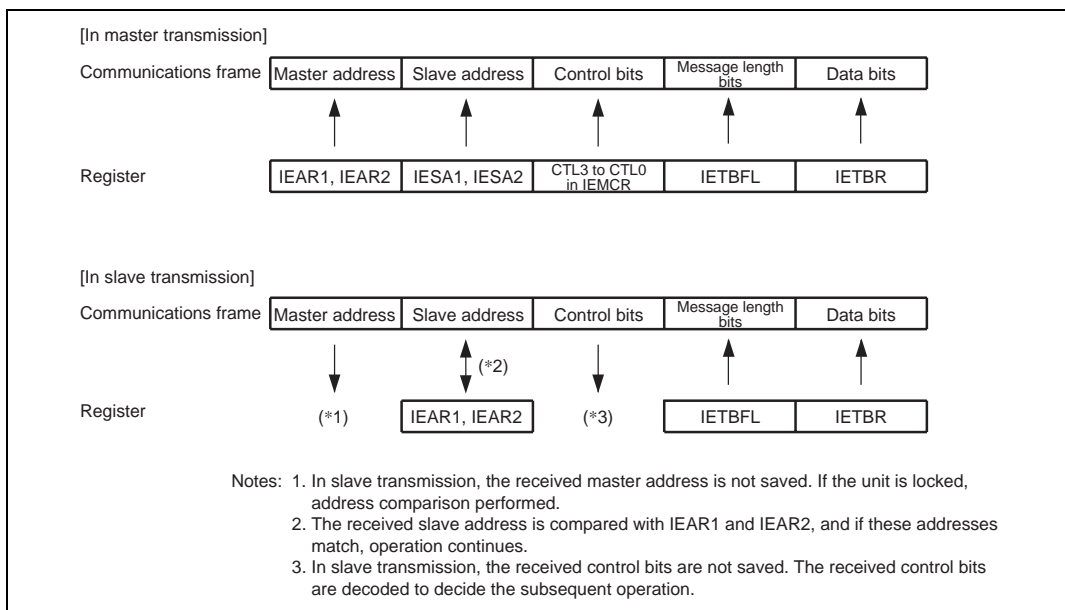 [In master transmission]
Communications frame Master address Slave address Control bits Message length bits Data bits
Register IEAR1, IEAR2 IESA1, IESA2 CTL3 to CTL0 in IEMCR IETBFL IETBR
[In slave transmission]
Communications frame Master address Slave address Control bits Message length bits Data bits
(*2)
Register (*1) IEAR1, IEAR2 (*3) IETBFL IETBR
Notes: 1. In slave transmission, the received master address is not saved. If the unit is locked,
address comparison performed.
2. The received slave address is compared with IEAR1 and IEAR2, and if these addresses
match, operation continues.
3. In slave transmission, the received control bits are not saved. The received control bits
are decoded to decide the subsequent operation.